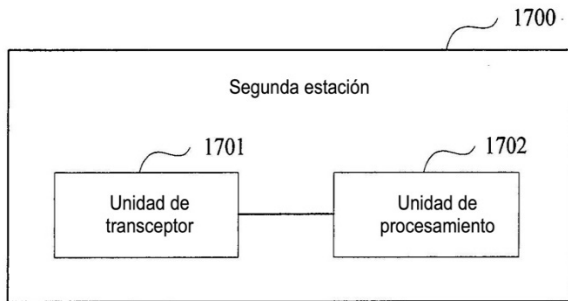 1700
Segunda estación
1701
1702
Unidad de
transceptor
Unidad de
procesamiento